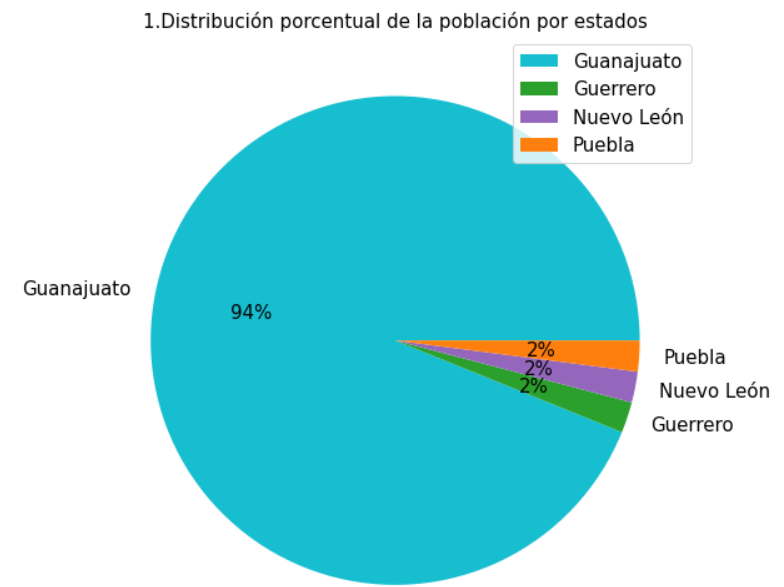 1.Distribución porcentual de la población por estados
Guanajuato
Guerrero
Nuevo León
Puebla
Guanajuato
94%
2%
Puebla
2%
Nuevo León
2%
Guerrero